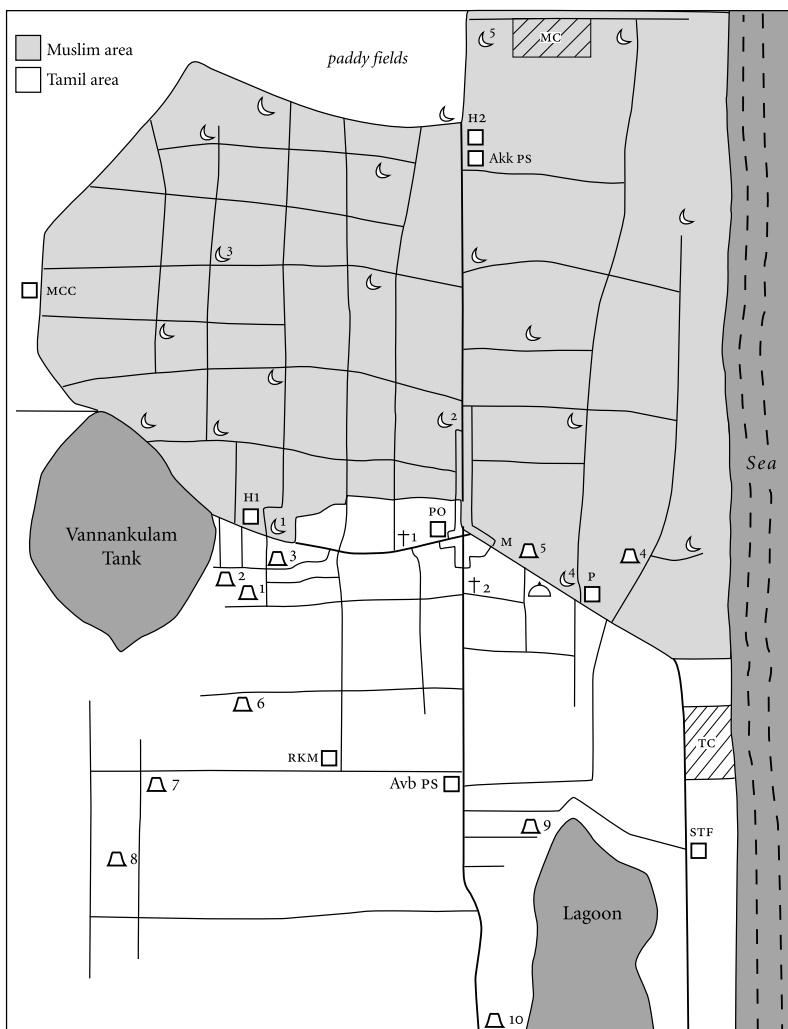 Muslim area
Tamil area
paddy fields
5
MC
H2
Akk PS
3
MCC
2
Sea
H1
1
PO
Vannankulam
Tank
1
M
3
5
4
2
1
2
4
P
6
RKM
TC
7
Avb PS
9
STF
8
Lagoon
10